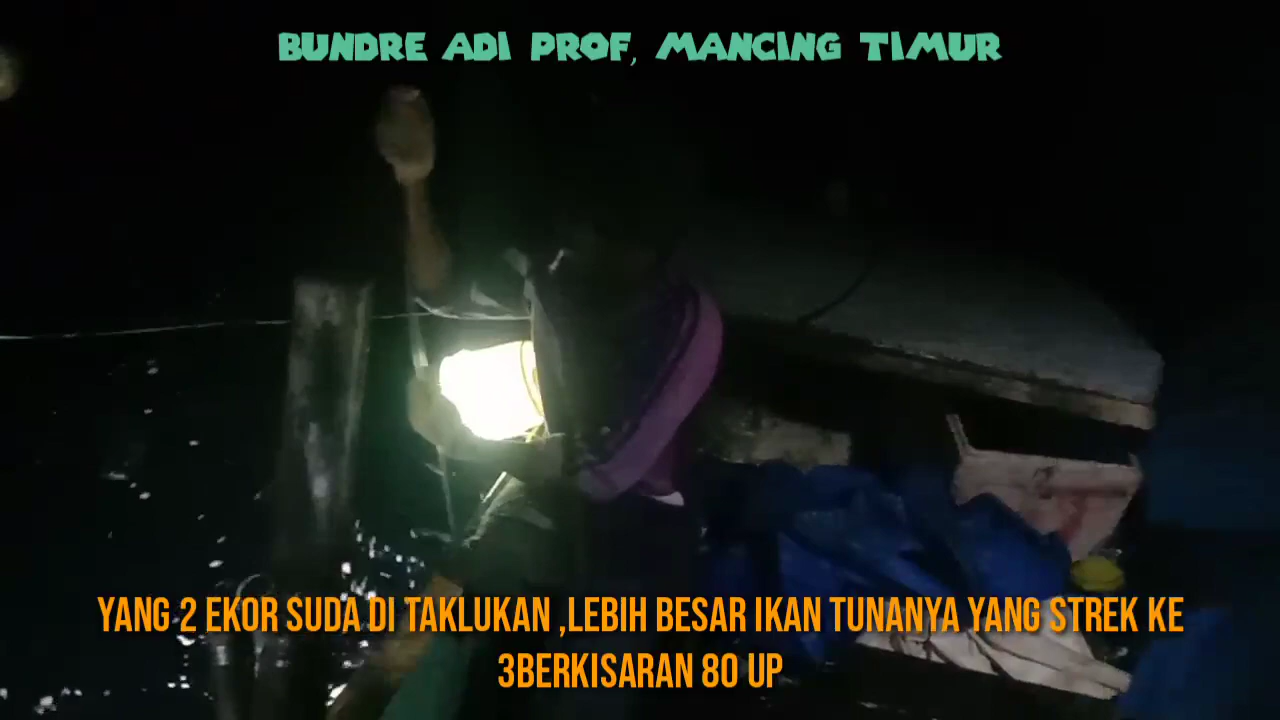 BUNDRE ADI PROF, MANCING TIMUR
YANG 2 EKOR SUDA DI TAKLUKAN ,LEBIH BESAR IKAN TUNANYA YANG STREK KE
3BERKISARAN 80 UP